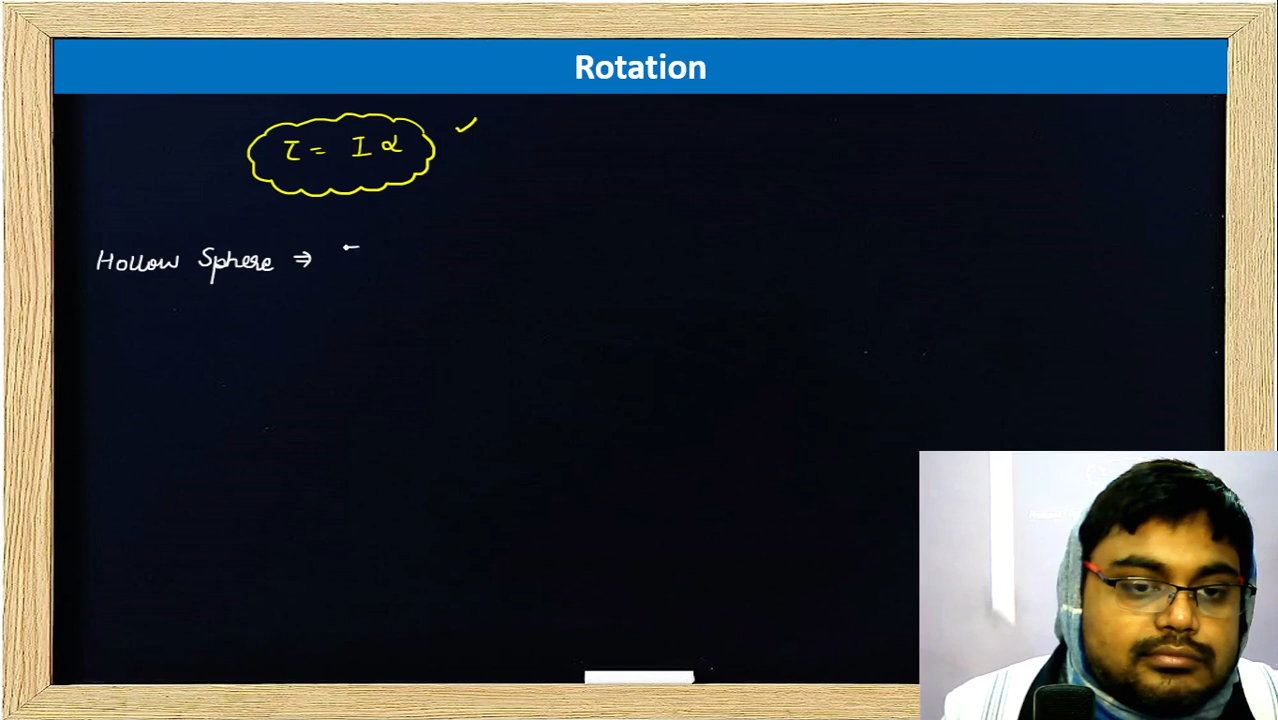 Rotation
τ = I α
Hollow Sphere ⇒